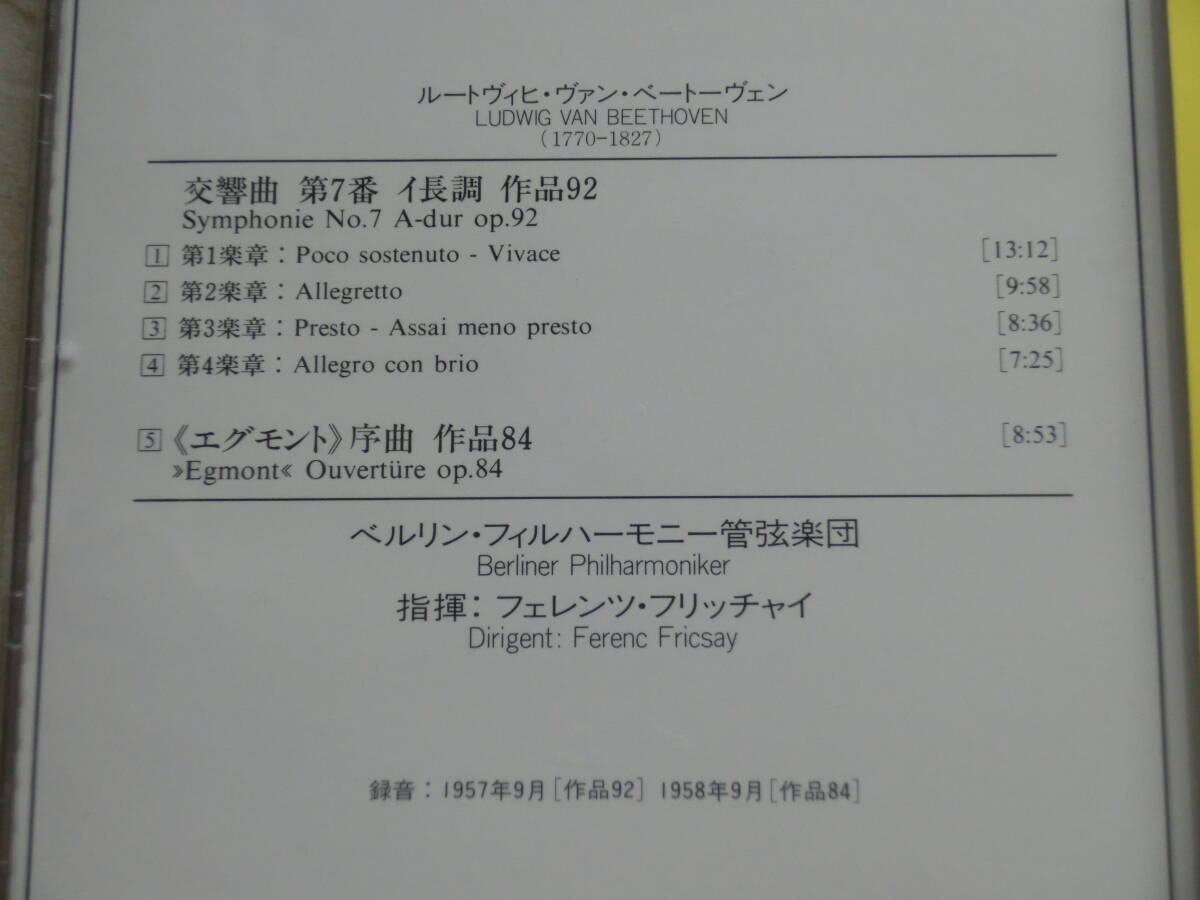 ルートヴィヒ・ヴァン・ベートーヴェン
LUDWIG VAN BEETHOVEN
(1770-1827)
交響曲 第7番 イ長調 作品92
Symphonie No.7 A-dur op.92
1 第1楽章：Poco sostenuto - Vivace [13:12]
2 第2楽章：Allegretto [9:58]
3 第3楽章：Presto - Assai meno presto [8:36]
4 第4楽章：Allegro con brio [7:25]
5 《エグモント》序曲 作品84 [8:53]
»Egmont« Ouvertüre op.84
ベルリン・フィルハーモニー管弦楽団
Berliner Philharmoniker
指揮：フェレンツ・フリッチャイ
Dirigent: Ferenc Fricsay
録音：1957年9月［作品92］ 1958年9月［作品84］